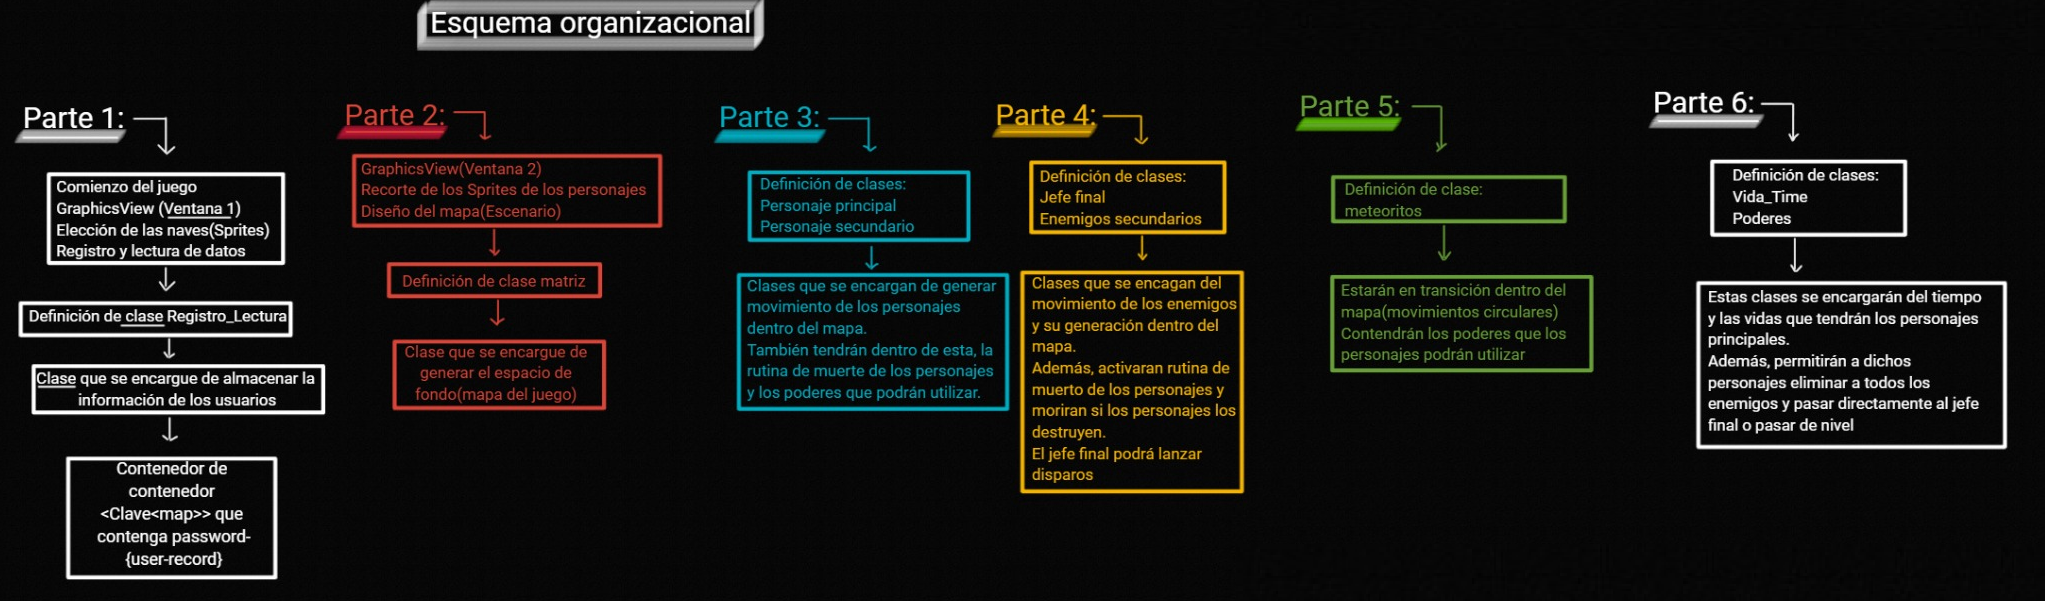 Esquema organizacional
Parte 1:
Comienzo del juego
GraphicsView (Ventana 1)
Elección de las naves(Sprites)
Registro y lectura de datos
Definición de clase Registro_Lectura
Clase que se encargue de almacenar la
información de los usuarios
Contenedor de
contenedor
<Clave<map>> que
contenga password-
{user-record}
Parte 2:
GraphicsView(Ventana 2)
Recorte de los Sprites de los personajes
Diseño del mapa(Escenario)
Definición de clase matriz
Clase que se encargue de
generar el espacio de
fondo(mapa del juego)
Parte 3:
Definición de clases:
Personaje principal
Personaje secundario
Clases que se encargan de generar
movimiento de los personajes
dentro del mapa.
También tendrán dentro de esta, la
rutina de muerte de los personajes
y los poderes que podrán utilizar.
Parte 4:
Definición de clases:
Jefe final
Enemigos secundarios
Clases que se encagan del
movimiento de los enemigos
y su generación dentro del
mapa.
Además, activaran rutina de
muerto de los personajes y
moriran si los personajes los
destruyen.
El jefe final podrá lanzar
disparos
Parte 5:
Definición de clase:
meteoritos
Estarán en transición dentro del
mapa(movimientos circulares)
Contendrán los poderes que los
personajes podrán utilizar
Parte 6:
Definición de clases:
Vida_Time
Poderes
Estas clases se encargarán del tiempo
y las vidas que tendrán los personajes
principales.
Además, permitirán a dichos
personajes eliminar a todos los
enemigos y pasar directamente al jefe
final o pasar de nivel